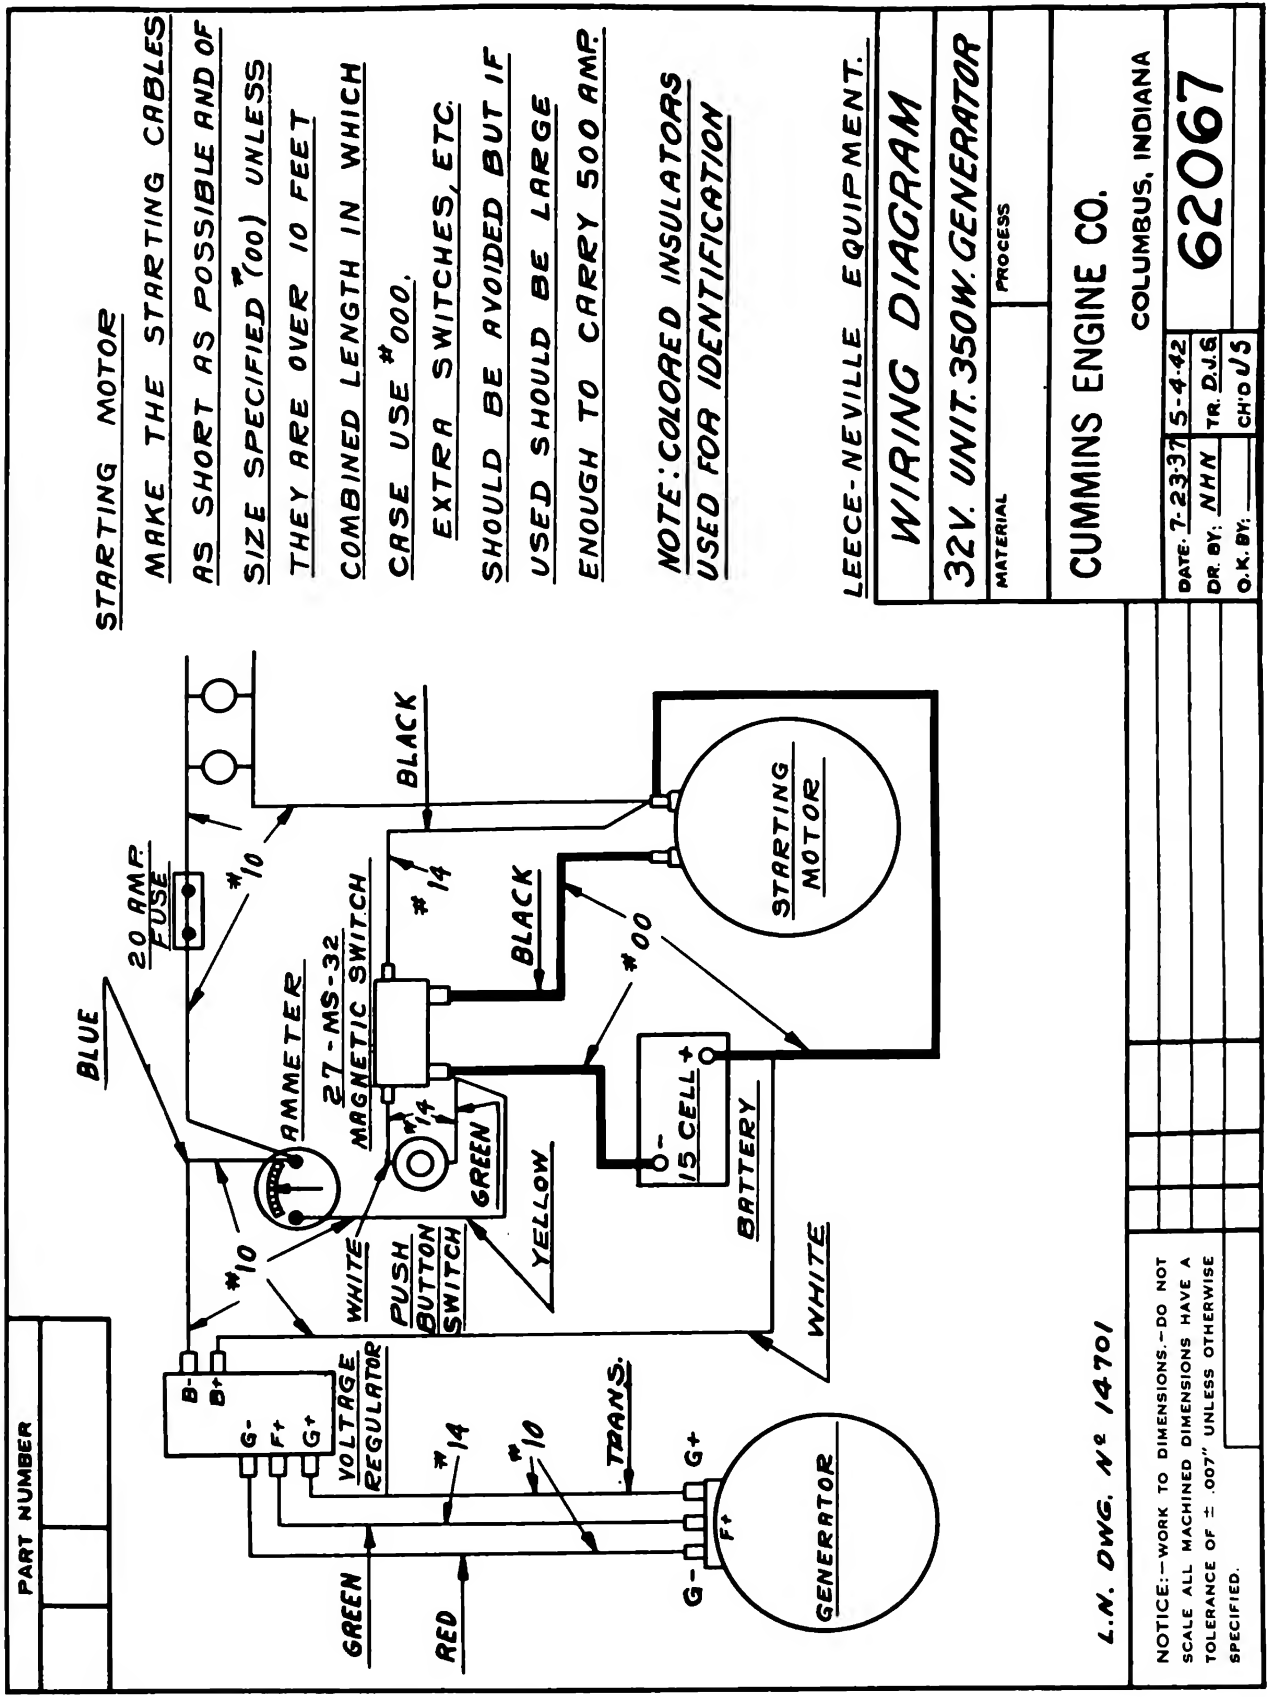 PART NUMBER
STARTING MOTOR
MAKE THE STARTING CABLES
AS SHORT AS POSSIBLE AND OF
SIZE SPECIFIED #(00) UNLESS
THEY ARE OVER 10 FEET
COMBINED LENGTH IN WHICH
CASE USE #000.
EXTRA SWITCHES, ETC.
SHOULD BE AVOIDED BUT IF
USED SHOULD BE LARGE
ENOUGH TO CARRY 500 AMP.
NOTE: COLORED INSULATORS
USED FOR IDENTIFICATION
BLUE
20 AMP.
FUSE
#10
#10
AMMETER
27-MS-32
MAGNETIC SWITCH
BLACK
#14
#14
BLACK
#00
WHITE
PUSH
BUTTON
SWITCH
GREEN
YELLOW
STARTING
MOTOR
- 15 CELL +
BATTERY
WHITE
B-
B+
G-
F+
G+
VOLTAGE
REGULATOR
#14
#10
TRANS.
GREEN
RED
G-
F+
G+
GENERATOR
L.N. DWG. Nº 14701
LEECE-NEVILLE EQUIPMENT.
WIRING DIAGRAM
32V. UNIT. 350W. GENERATOR
MATERIAL
PROCESS
CUMMINS ENGINE CO.
COLUMBUS, INDIANA
DATE. 7-23-37 5-4-42
DR. BY: NHN TR. D.J.S
O.K. BY: CH'D JS
62067
NOTICE:-WORK TO DIMENSIONS.-DO NOT
SCALE ALL MACHINED DIMENSIONS HAVE A
TOLERANCE OF ± .007" UNLESS OTHERWISE
SPECIFIED.